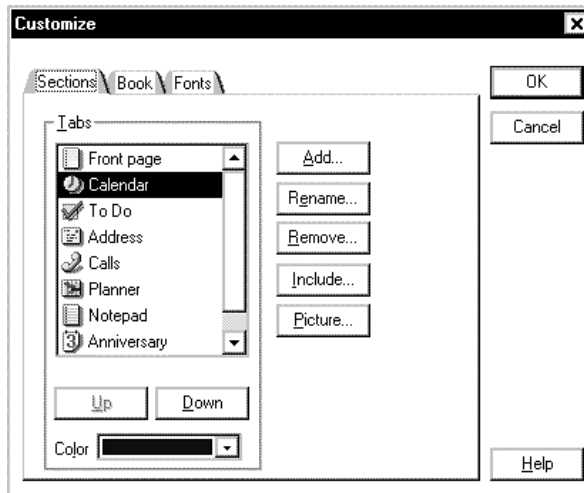 Customize
Sections Book Fonts
OK
Cancel
Tabs
Front page
Calendar
To Do
Address
Calls
Planner
Notepad
3 Anniversary
Add...
Rename...
Remove...
Include...
Picture...
Up Down
Color
Help